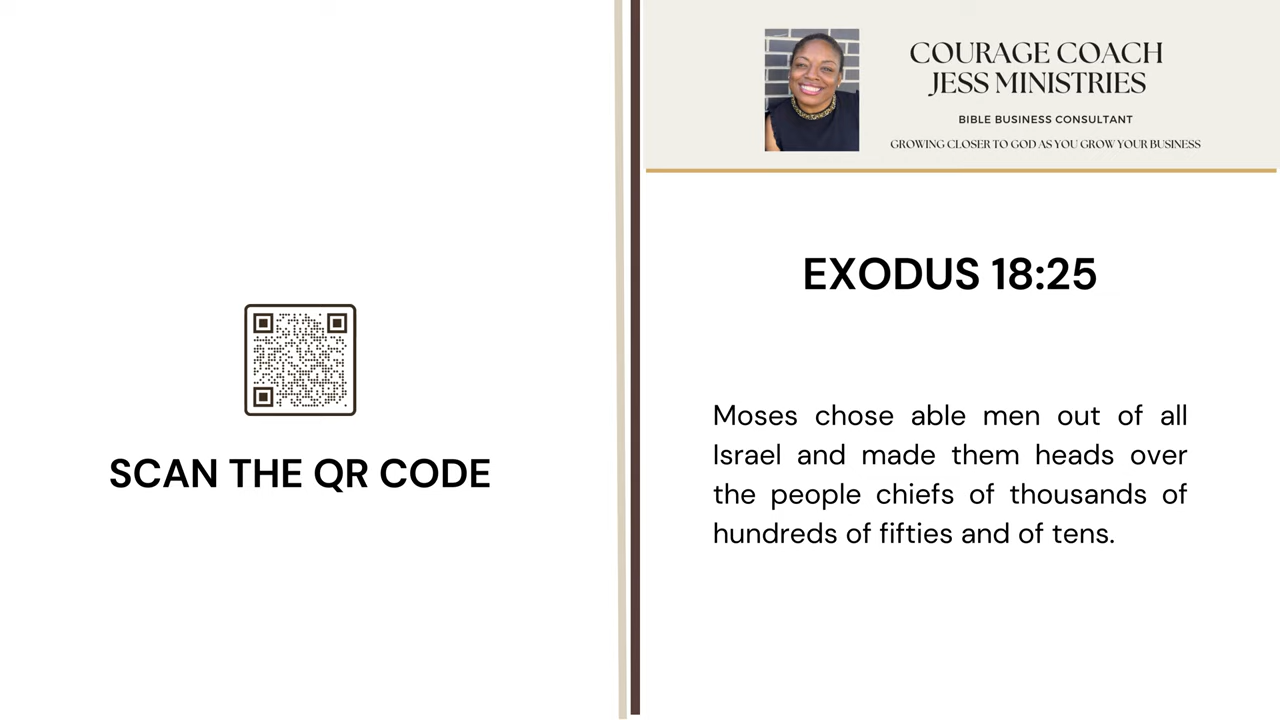 SCAN THE QR CODE
COURAGE COACH
JESS MINISTRIES
BIBLE BUSINESS CONSULTANT
GROWING CLOSER TO GOD AS YOU GROW YOUR BUSINESS
EXODUS 18:25
Moses chose able men out of all
Israel and made them heads over
the people chiefs of thousands of
hundreds of fifties and of tens.